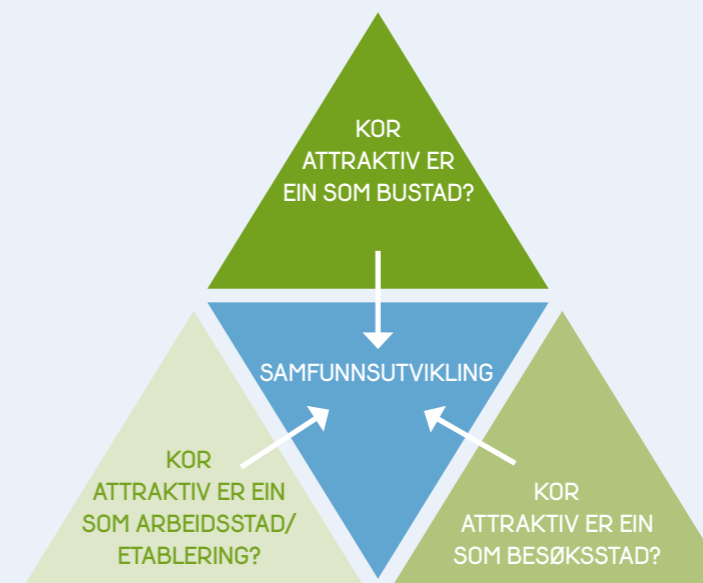 KOR
ATTRAKTIV ER
EIN SOM BUSTAD?
SAMFUNNSUTVIKLING
KOR
ATTRAKTIV ER EIN
SOM ARBEIDSSTAD/
ETABLERING?
KOR
ATTRAKTIV ER EIN
SOM BESØKSSTAD?